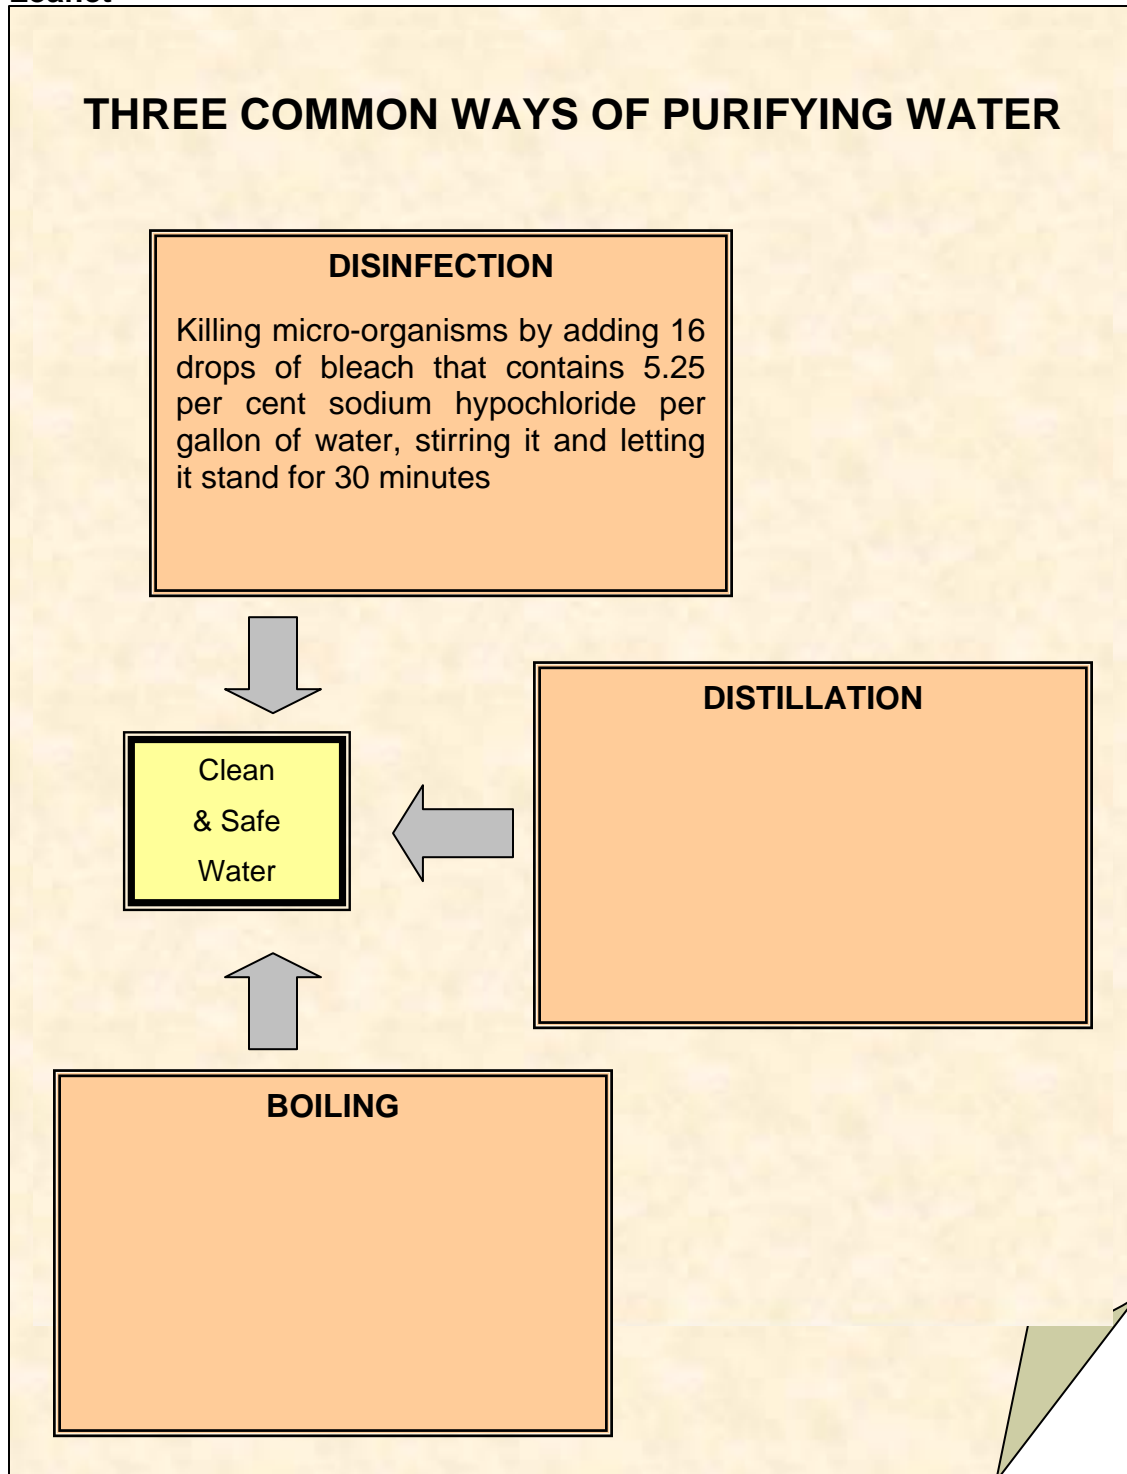 THREE COMMON WAYS OF PURIFYING WATER
DISINFECTION
Killing micro-organisms by adding 16
drops of bleach that contains 5.25
per cent sodium hypochloride per
gallon of water, stirring it and letting
it stand for 30 minutes
DISTILLATION
Clean
& Safe
Water
BOILING